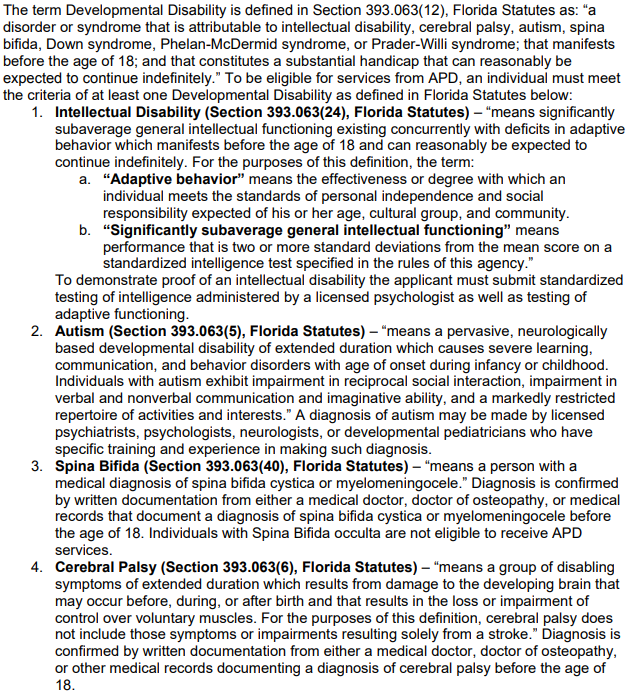 The term Developmental Disability is defined in Section 393.063(12), Florida Statutes as: “a
disorder or syndrome that is attributable to intellectual disability, cerebral palsy, autism, spina
bifida, Down syndrome, Phelan-McDermid syndrome, or Prader-Willi syndrome; that manifests
before the age of 18; and that constitutes a substantial handicap that can reasonably be
expected to continue indefinitely.” To be eligible for services from APD, an individual must meet
the criteria of at least one Developmental Disability as defined in Florida Statutes below:
1. Intellectual Disability (Section 393.063(24), Florida Statutes) – “means significantly
subaverage general intellectual functioning existing concurrently with deficits in adaptive
behavior which manifests before the age of 18 and can reasonably be expected to
continue indefinitely. For the purposes of this definition, the term:
a. “Adaptive behavior” means the effectiveness or degree with which an
individual meets the standards of personal independence and social
responsibility expected of his or her age, cultural group, and community.
b. “Significantly subaverage general intellectual functioning” means
performance that is two or more standard deviations from the mean score on a
standardized intelligence test specified in the rules of this agency.”
To demonstrate proof of an intellectual disability the applicant must submit standardized
testing of intelligence administered by a licensed psychologist as well as testing of
adaptive functioning.
2. Autism (Section 393.063(5), Florida Statutes) – “means a pervasive, neurologically
based developmental disability of extended duration which causes severe learning,
communication, and behavior disorders with age of onset during infancy or childhood.
Individuals with autism exhibit impairment in reciprocal social interaction, impairment in
verbal and nonverbal communication and imaginative ability, and a markedly restricted
repertoire of activities and interests.” A diagnosis of autism may be made by licensed
psychiatrists, psychologists, neurologists, or developmental pediatricians who have
specific training and experience in making such diagnosis.
3. Spina Bifida (Section 393.063(40), Florida Statutes) – “means a person with a
medical diagnosis of spina bifida cystica or myelomeningocele.” Diagnosis is confirmed
by written documentation from either a medical doctor, doctor of osteopathy, or medical
records that document a diagnosis of spina bifida cystica or myelomeningocele before
the age of 18. Individuals with Spina Bifida occulta are not eligible to receive APD
services.
4. Cerebral Palsy (Section 393.063(6), Florida Statutes) – “means a group of disabling
symptoms of extended duration which results from damage to the developing brain that
may occur before, during, or after birth and that results in the loss or impairment of
control over voluntary muscles. For the purposes of this definition, cerebral palsy does
not include those symptoms or impairments resulting solely from a stroke.” Diagnosis is
confirmed by written documentation from either a medical doctor, doctor of osteopathy,
or other medical records documenting a diagnosis of cerebral palsy before the age of
18.